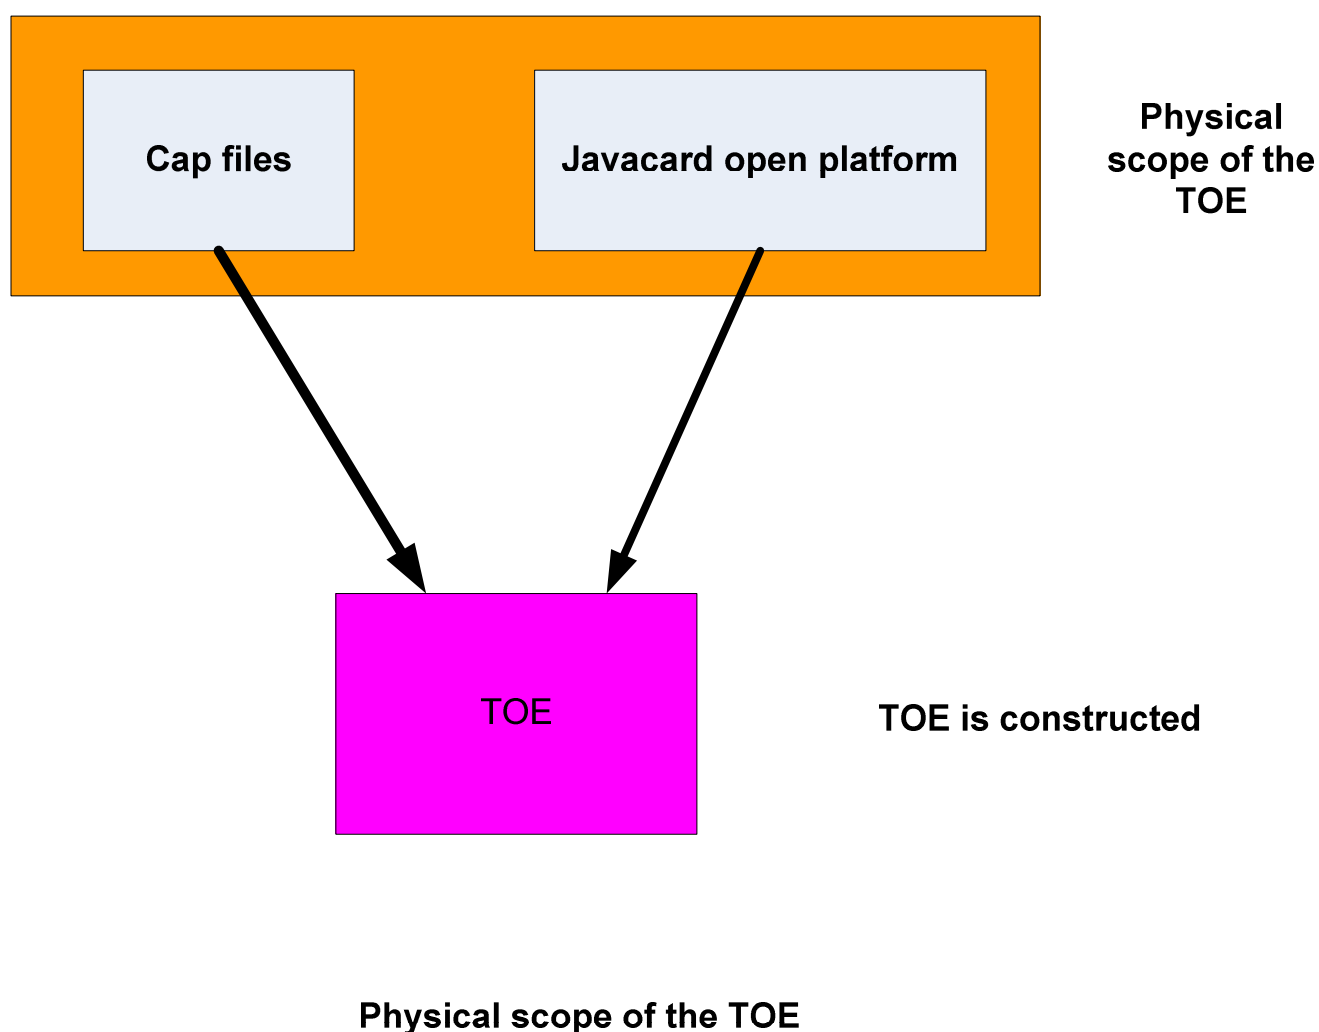 Cap files
Javacard open platform
Physical
scope of the
TOE
TOE
TOE is constructed
Physical scope of the TOE